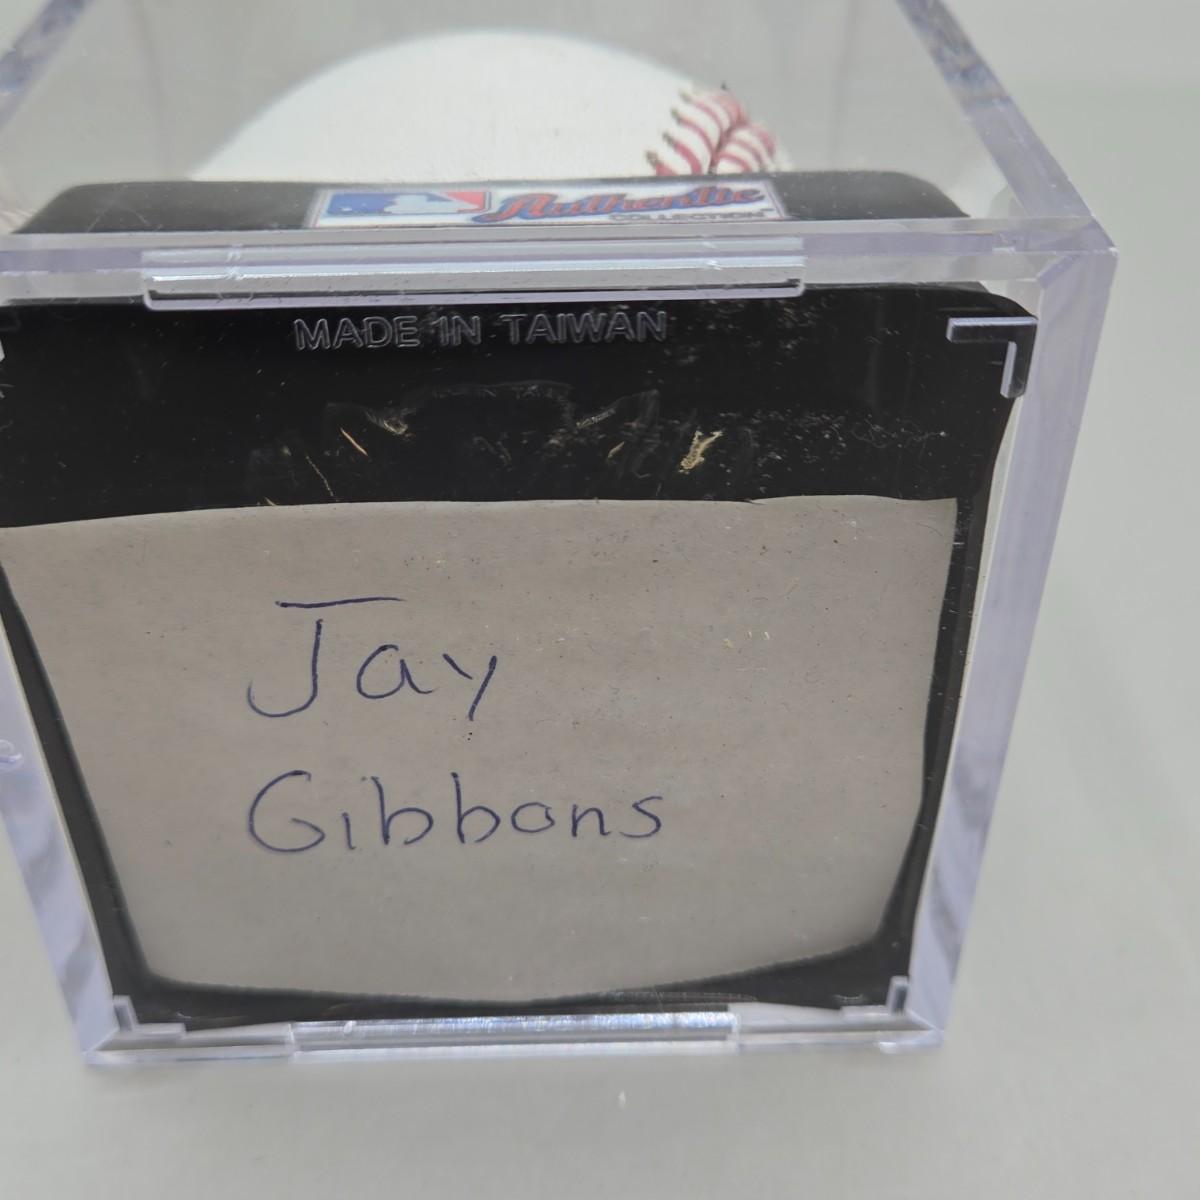 Authentic
COLLECTION
MADE IN TAIWAN
Jay
Gibbons